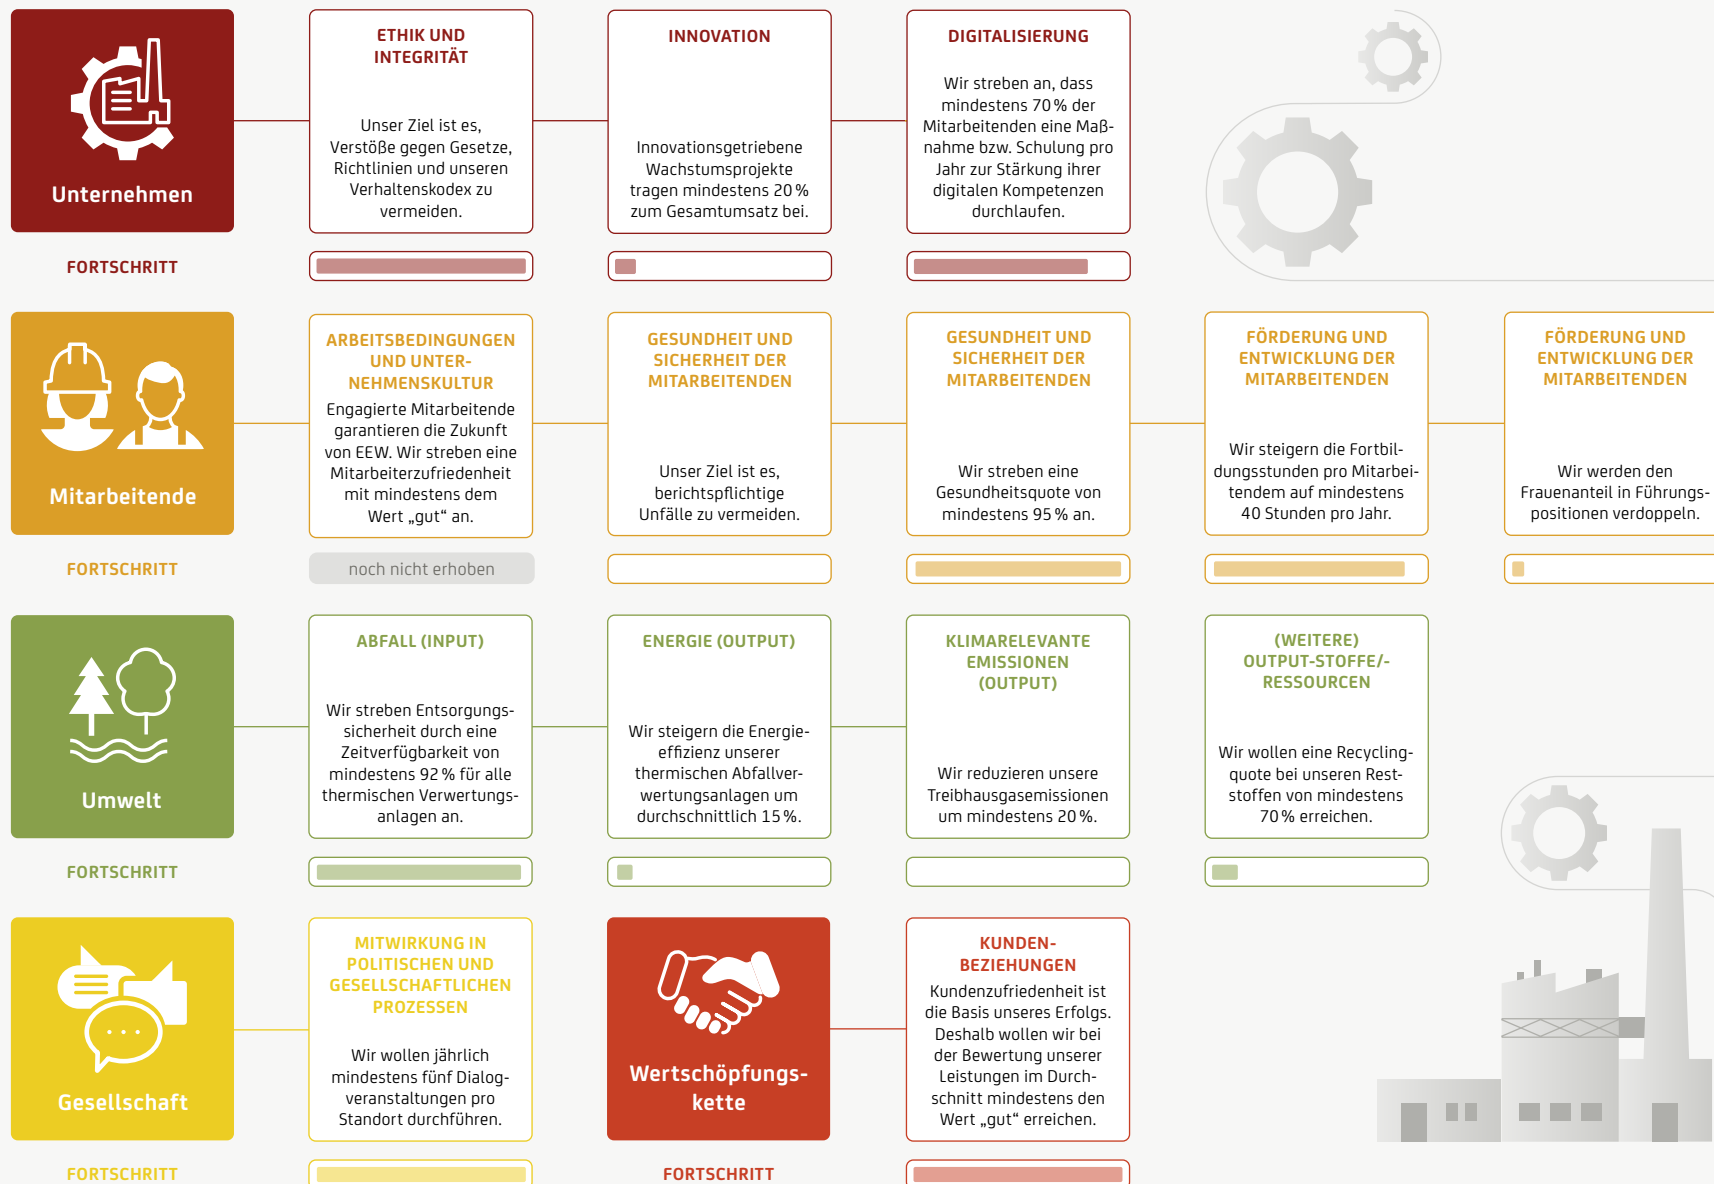 Unternehmen
ETHIK UND
INTEGRITÄT
Unser Ziel ist es,
Verstöße gegen Gesetze,
Richtlinien und unseren
Verhaltenskodex zu
vermeiden.
INNOVATION
Innovationsgetriebene
Wachstumsprojekte
tragen mindestens 20 %
zum Gesamtumsatz bei.
DIGITALISIERUNG
Wir streben an, dass
mindestens 70 % der
Mitarbeitenden eine Maß-
nahme bzw. Schulung pro
Jahr zur Stärkung ihrer
digitalen Kompetenzen
durchlaufen.
FORTSCHRITT
Mitarbeitende
ARBEITSBEDINGUNGEN
UND UNTER-
NEHMENSKULTUR
Engagierte Mitarbeitende
garantieren die Zukunft
von EEW. Wir streben eine
Mitarbeiterzufriedenheit
mit mindestens dem
Wert „gut“ an.
GESUNDHEIT UND
SICHERHEIT DER
MITARBEITENDEN
Unser Ziel ist es,
berichtspflichtige
Unfälle zu vermeiden.
GESUNDHEIT UND
SICHERHEIT DER
MITARBEITENDEN
Wir streben eine
Gesundheitsquote von
mindestens 95 % an.
FÖRDERUNG UND
ENTWICKLUNG DER
MITARBEITENDEN
Wir steigern die Fortbil-
dungsstunden pro Mitarbei-
tendem auf mindestens
40 Stunden pro Jahr.
FÖRDERUNG UND
ENTWICKLUNG DER
MITARBEITENDEN
Wir werden den
Frauenanteil in Führungs-
positionen verdoppeln.
FORTSCHRITT
noch nicht erhoben
Umwelt
ABFALL (INPUT)
Wir streben Entsorgungs-
sicherheit durch eine
Zeitverfügbarkeit von
mindestens 92 % für alle
thermischen Verwertungs-
anlagen an.
ENERGIE (OUTPUT)
Wir steigern die Energie-
effizienz unserer
thermischen Abfallver-
wertungsanlagen um
durchschnittlich 15 %.
KLIMARELEVANTE
EMISSIONEN
(OUTPUT)
Wir reduzieren unsere
Treibhausgasemissionen
um mindestens 20 %.
(WEITERE)
OUTPUT-STOFFE/-
RESSOURCEN
Wir wollen eine Recycling-
quote bei unseren Rest-
stoffen von mindestens
70 % erreichen.
FORTSCHRITT
Gesellschaft
MITWIRKUNG IN
POLITISCHEN UND
GESELLSCHAFTLICHEN
PROZESSEN
Wir wollen jährlich
mindestens fünf Dialog-
veranstaltungen pro
Standort durchführen.
Wertschöpfungs-
kette
KUNDEN-
BEZIEHUNGEN
Kundenzufriedenheit ist
die Basis unseres Erfolgs.
Deshalb wollen wir bei
der Bewertung unserer
Leistungen im Durch-
schnitt mindestens den
Wert „gut“ erreichen.
FORTSCHRITT
FORTSCHRITT